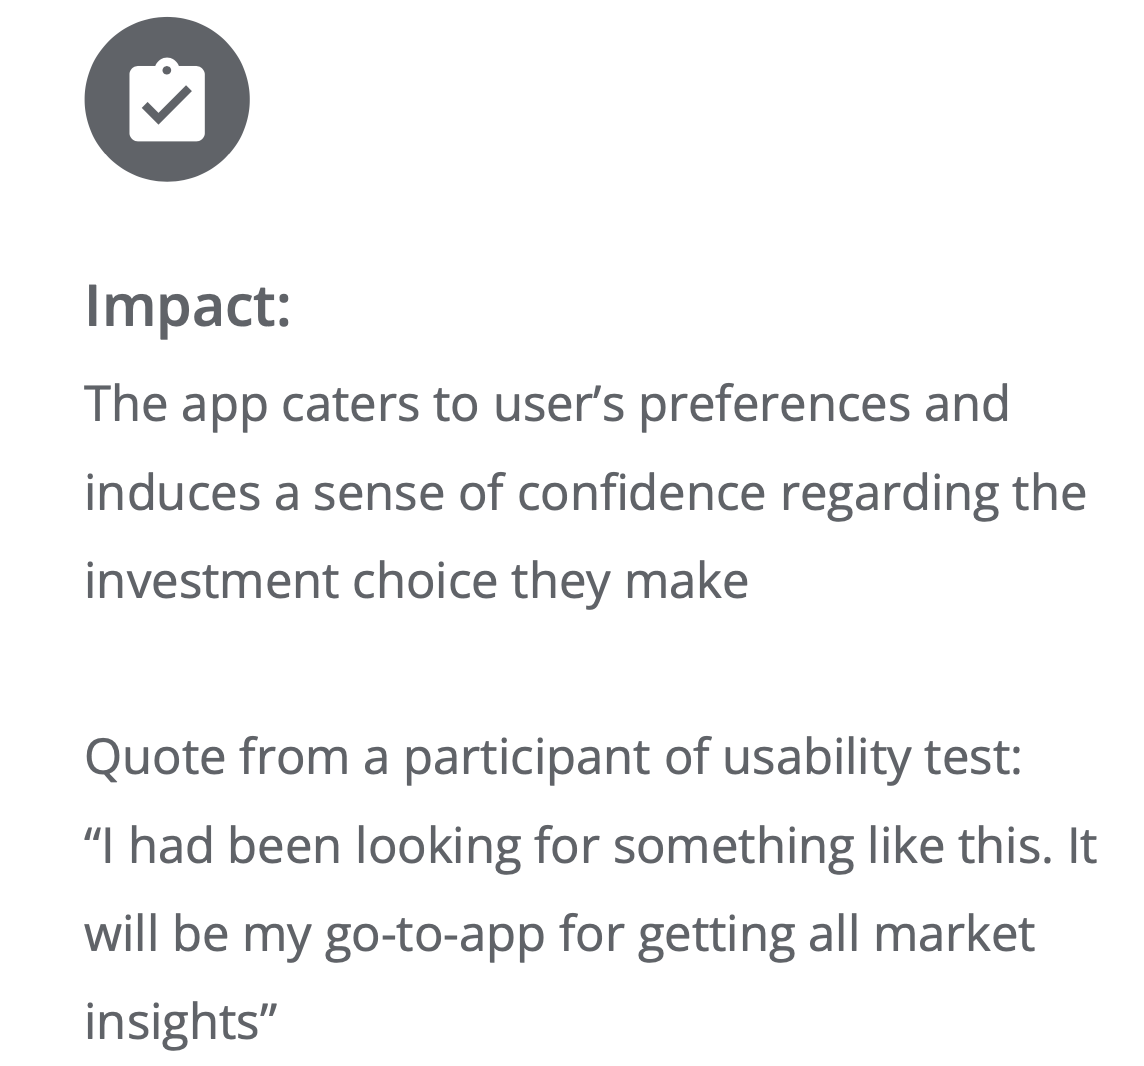 Impact:
The app caters to user’s preferences and
induces a sense of confidence regarding the
investment choice they make
Quote from a participant of usability test:
“I had been looking for something like this. It
will be my go-to-app for getting all market
insights”